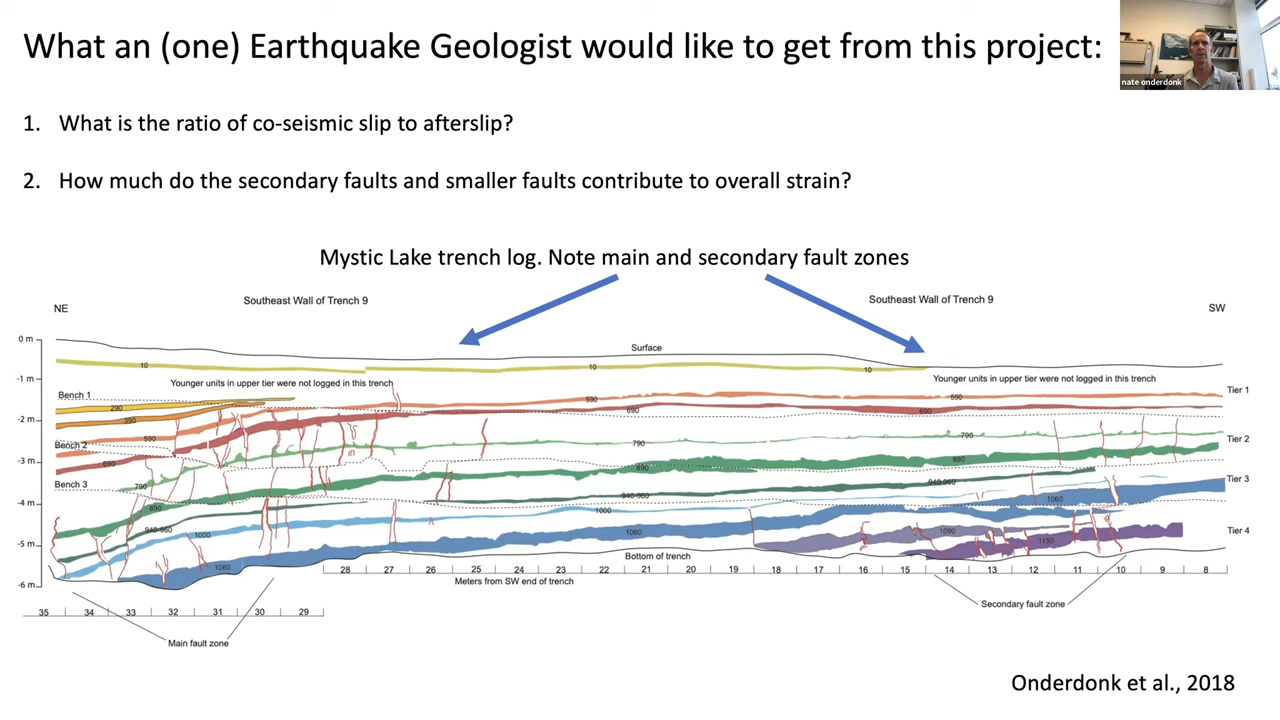 What an (one) Earthquake Geologist would like to get from this project:
nate onderdonk
1. What is the ratio of co-seismic slip to afterslip?
2. How much do the secondary faults and smaller faults contribute to overall strain?
Mystic Lake trench log. Note main and secondary fault zones
NE
Southeast Wall of Trench 9
Southeast Wall of Trench 9
SW
0 m
Surface
10
10
10
-1 m
Younger units in upper tier were not logged in this trench
Younger units in upper tier were not logged in this trench
Bench 1
290
350
590
590
Tier 1
690
690
-2 m
590
Bench 2
690
790
790
Tier 2
-3 m
890
890
Bench 3
790
940-960
Tier 3
890
940-960
1060
-4 m
1000
940-960
1000
1060
1090
Tier 4
-5 m
1150
1060
Bottom of trench
-6 m
28 27 26 25 24 23 22 21 20 19 18 17 16 15 14 13 12 11 10 9 8
Meters from SW end of trench
35 34 33 32 31 30 29
Secondary fault zone
Main fault zone
Onderdonk et al., 2018